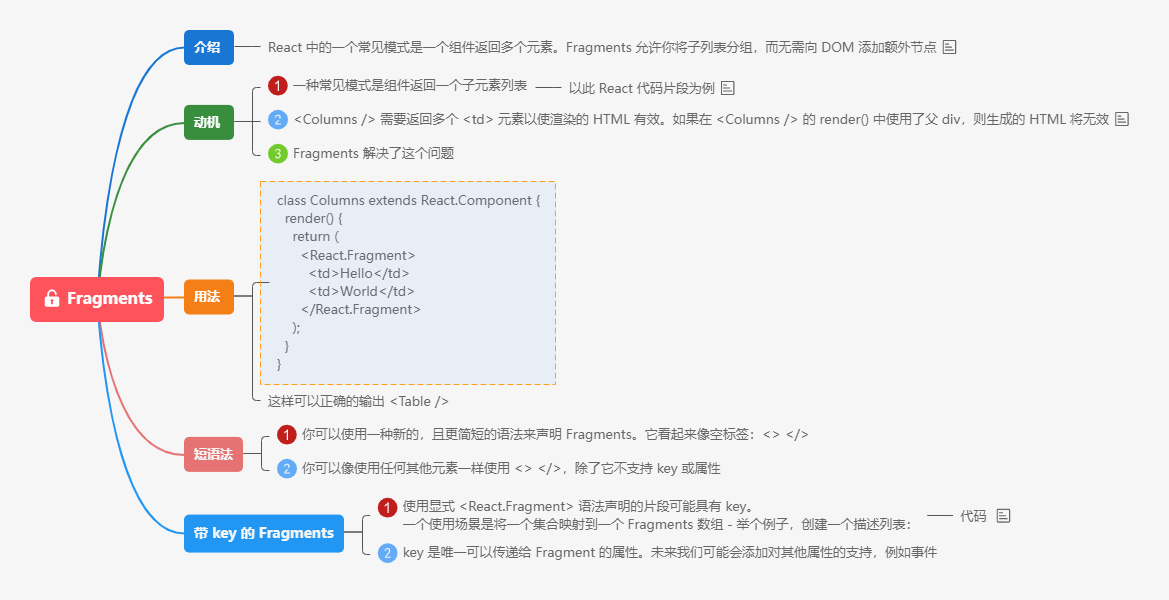 Fragments
介绍
React 中的一个常见模式是一个组件返回多个元素。Fragments 允许你将子列表分组，而无需向 DOM 添加额外节点
动机
1 一种常见模式是组件返回一个子元素列表
以此 React 代码片段为例
2 <Columns /> 需要返回多个 <td> 元素以使渲染的 HTML 有效。如果在 <Columns /> 的 render() 中使用了父 div，则生成的 HTML 将无效
3 Fragments 解决了这个问题
用法
class Columns extends React.Component {
render() {
return (
<React.Fragment>
<td>Hello</td>
<td>World</td>
</React.Fragment>
);
}
}
这样可以正确的输出 <Table />
短语法
1 你可以使用一种新的，且更简短的语法来声明 Fragments。它看起来像空标签：<> </>
2 你可以像使用任何其他元素一样使用 <> </>，除了它不支持 key 或属性
带 key 的 Fragments
1 使用显式 <React.Fragment> 语法声明的片段可能具有 key。
一个使用场景是将一个集合映射到一个 Fragments 数组 - 举个例子，创建一个描述列表：
代码
2 key 是唯一可以传递给 Fragment 的属性。未来我们可能会添加对其他属性的支持，例如事件